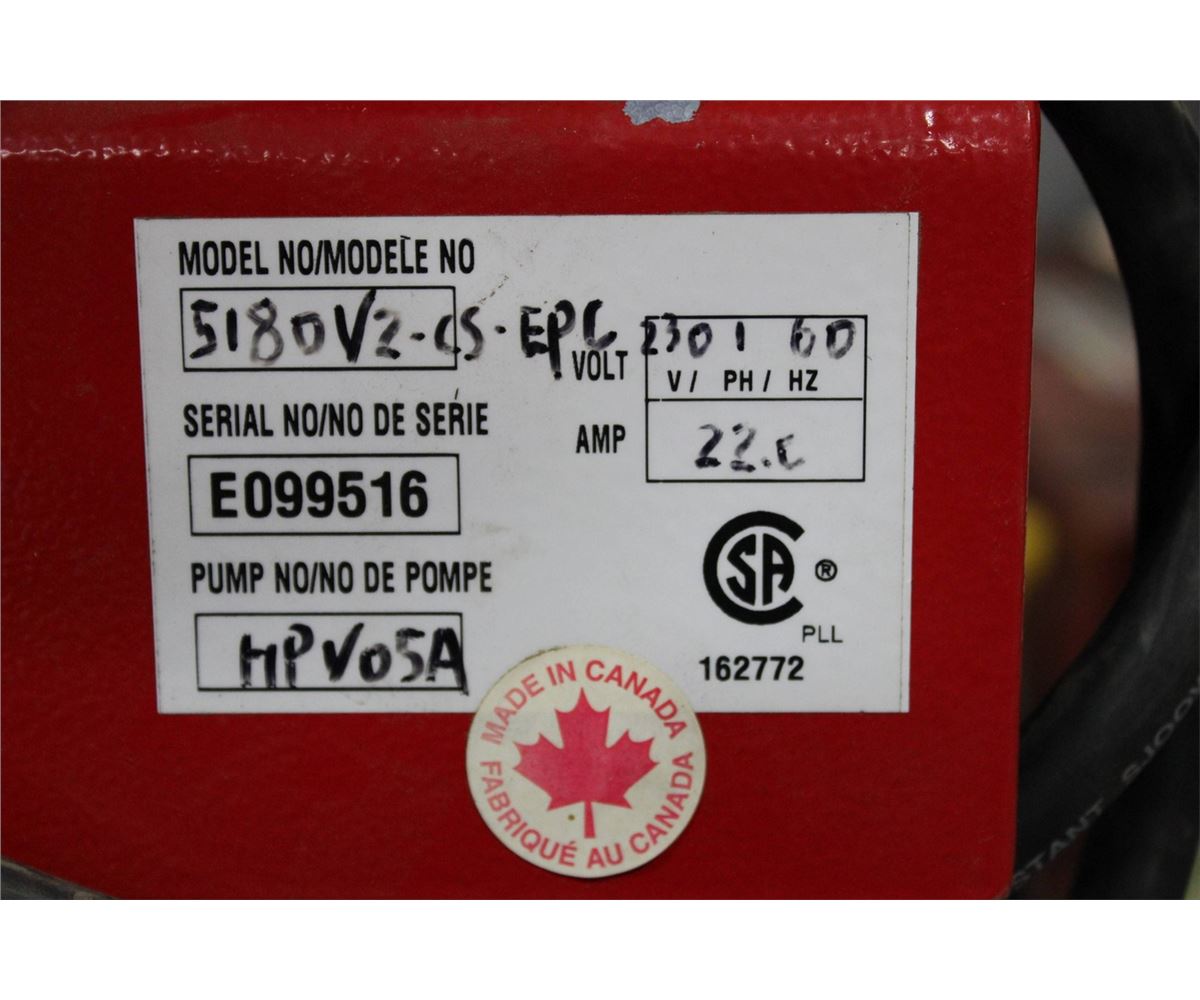 MODEL NO/MODELE NO
5180V2-CS-EPC
SERIAL NO/NO DE SERIE
E099516
PUMP NO/NO DE POMPE
HPV05A
VOLT
230 1 60
V / PH / HZ
AMP
CSA ®
PLL
162772
MADE IN CANADA
FABRIQUÉ AU CANADA